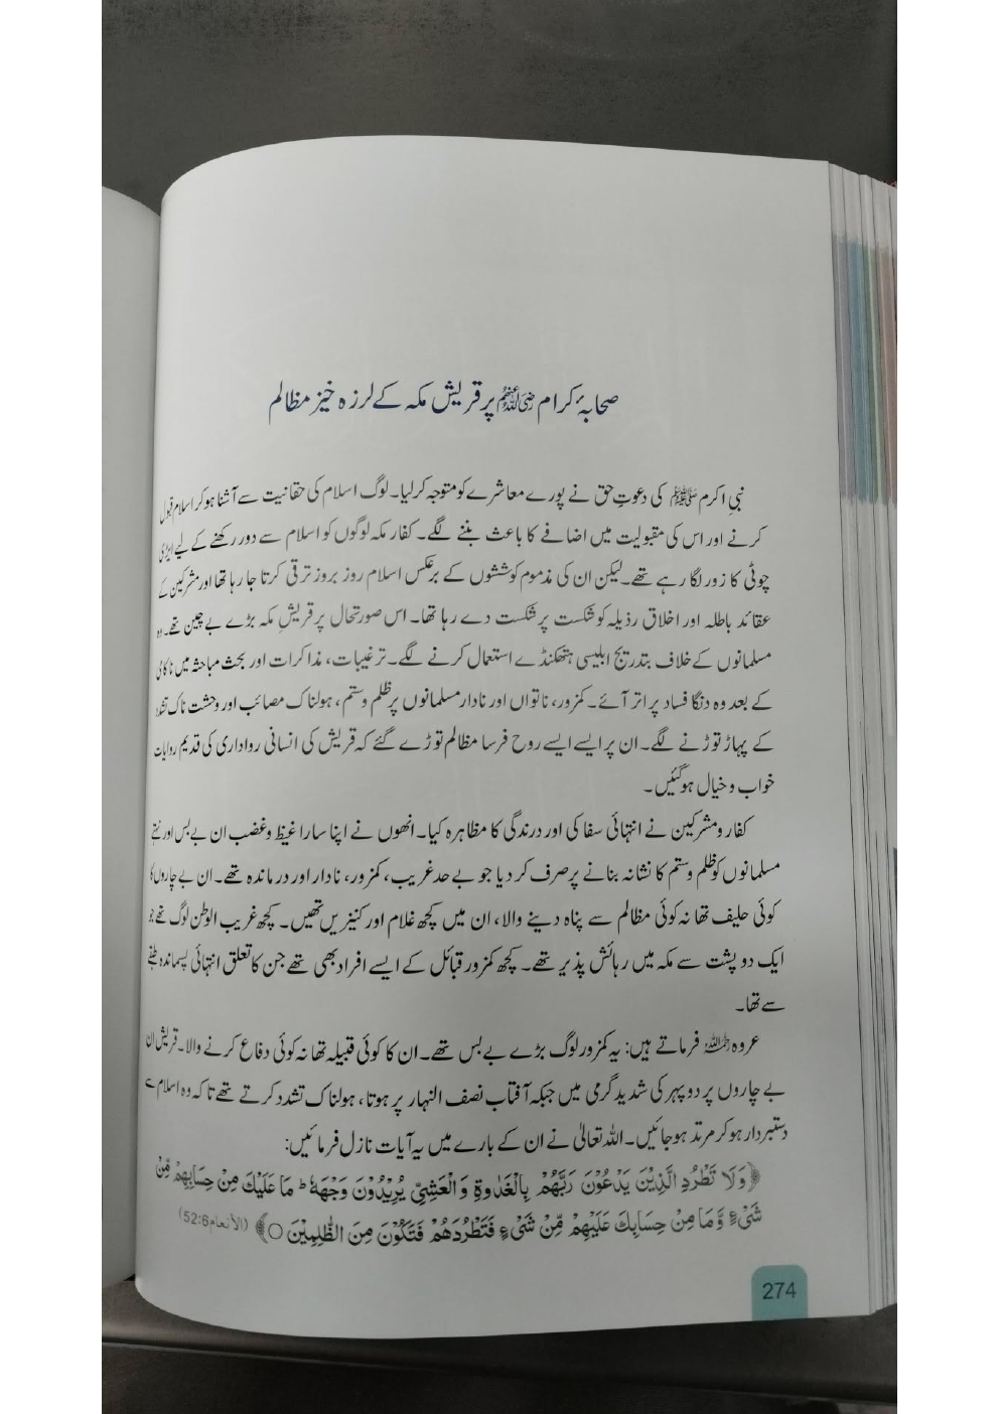 صحابۂ کرام رضی اللہ عنہم پر قریش مکہ کے لرزہ خیز مظالم
نبیِ اکرم ﷺ کی دعوتِ حق نے پورے معاشرے کو متوجہ کر لیا۔ لوگ اسلام کی حقانیت سے آشنا ہو کر اسلام قبول
کرنے اور اس کی مقبولیت میں اضافے کا باعث بننے لگے۔ کفار مکہ لوگوں کو اسلام سے دور رکھنے کے لیے ایڑی
چوٹی کا زور لگا رہے تھے۔ لیکن ان کی مذموم کوششوں کے برعکس اسلام روز بروز ترقی کرتا جا رہا تھا اور مشرکین کے
عقائد باطلہ اور اخلاق رذیلہ کو شکست پر شکست دے رہا تھا۔ اس صورتحال پر قریشِ مکہ بڑے بے چین تھے۔ وہ
مسلمانوں کے خلاف بتدریج ابلیسی ہتھکنڈے استعمال کرنے لگے۔ ترغیبات، مذاکرات اور بحث مباحثہ میں ناکامی
کے بعد وہ دنگا فساد پر اتر آئے۔ کمزور، ناتواں اور نادار مسلمانوں پر ظلم و ستم، ہولناک مصائب اور وحشت ناک تشدد
کے پہاڑ توڑنے لگے۔ ان پر ایسے ایسے روح فرسا مظالم توڑے گئے کہ قریش کی انسانی رواداری کی قدیم روایات
خواب و خیال ہو گئیں۔
کفار و مشرکین نے انتہائی سفاکی اور درندگی کا مظاہرہ کیا۔ انھوں نے اپنا سارا غیظ و غضب ان بے بس اور نہتے
مسلمانوں کو ظلم و ستم کا نشانہ بنانے پر صرف کر دیا جو بے حد غریب، کمزور، نادار اور درماندہ تھے۔ ان بے چاروں کا
کوئی حلیف تھا نہ کوئی مظالم سے پناہ دینے والا، ان میں کچھ غلام اور کنیزیں تھیں۔ کچھ غریب الوطن لوگ تھے جو
ایک دو پشت سے مکہ میں رہائش پذیر تھے۔ کچھ کمزور قبائل کے ایسے افراد بھی تھے جن کا تعلق انتہائی پسماندہ طبقے
سے تھا۔
عروہ رحمہ اللہ فرماتے ہیں: یہ کمزور لوگ بڑے بے بس تھے۔ ان کا کوئی قبیلہ تھا نہ کوئی دفاع کرنے والا۔ قریش ان
بے چاروں پر دوپہر کی شدید گرمی میں جبکہ آفتاب نصف النہار پر ہوتا، ہولناک تشدد کرتے تھے تاکہ وہ اسلام سے
دستبردار ہو کر مرتد ہو جائیں۔ اللہ تعالیٰ نے ان کے بارے میں یہ آیات نازل فرمائیں:
﴿وَلَا تَطْرُدِ الَّذِيْنَ يَدْعُوْنَ رَبَّهُمْ بِالْغَدٰوةِ وَالْعَشِيِّ يُرِيْدُوْنَ وَجْهَهٗ ؕ مَا عَلَيْكَ مِنْ حِسَابِهِمْ مِّنْ
شَيْءٍ وَّمَا مِنْ حِسَابِكَ عَلَيْهِمْ مِّنْ شَيْءٍ فَتَطْرُدَهُمْ فَتَكُوْنَ مِنَ الظّٰلِمِيْنَ ○﴾ (الأنعام 52:6)
274